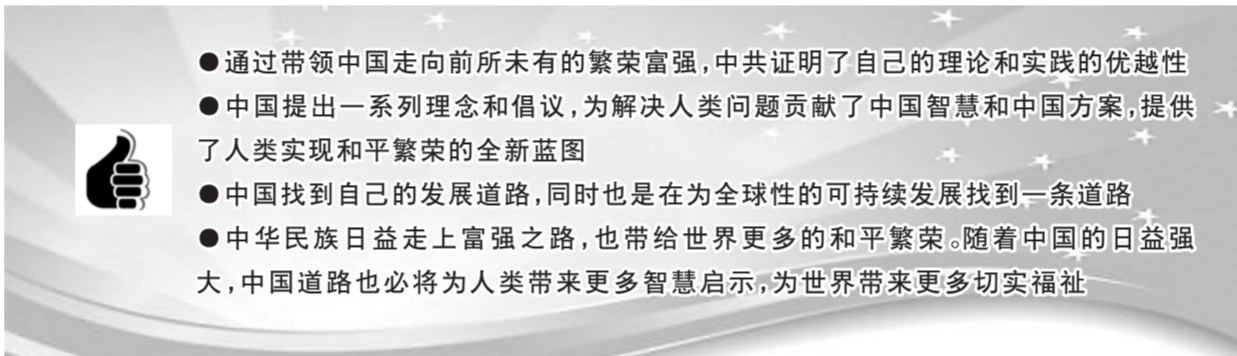 ●通过带领中国走向前所未有的繁荣富强,中共证明了自己的理论和实践的优越性
●中国提出一系列理念和倡议,为解决人类问题贡献了中国智慧和中国方案,提供
了人类实现和平繁荣的全新蓝图
●中国找到自己的发展道路,同时也是在为全球性的可持续发展找到一条道路
●中华民族日益走上富强之路,也带给世界更多的和平繁荣。随着中国的日益强
大,中国道路也必将为人类带来更多智慧启示,为世界带来更多切实福祉